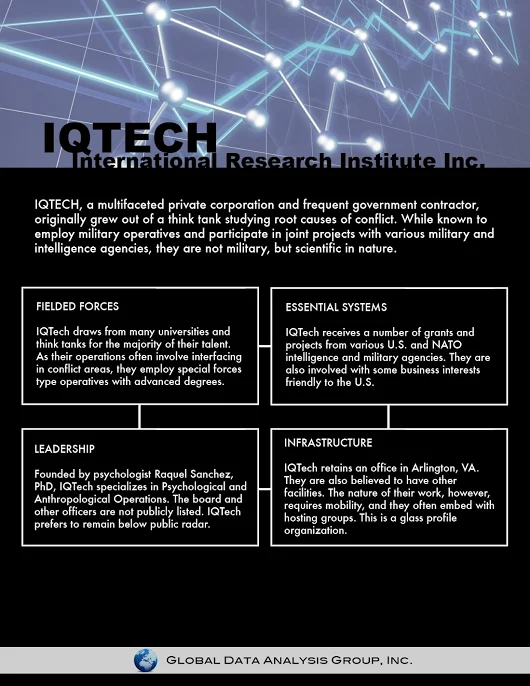 IQTECH
International Research Institute Inc.
IQTECH, a multifaceted private corporation and frequent government contractor,
originally grew out of a think tank studying root causes of conflict. While known to
employ military operatives and participate in joint projects with various military and
intelligence agencies, they are not military, but scientific in nature.
FIELDED FORCES
IQTech draws from many universities and
think tanks for the majority of their talent.
As their operations often involve interfacing
in conflict areas, they employ special forces
type operatives with advanced degrees.
ESSENTIAL SYSTEMS
IQTech receives a number of grants and
projects from various U.S. and NATO
intelligence and military agencies. They are
also involved with some business interests
friendly to the U.S.
LEADERSHIP
Founded by psychologist Raquel Sanchez,
PhD, IQTech specializes in Psychological and
Anthropological Operations. The board and
other officers are not publicly listed. IQTech
prefers to remain below public radar.
INFRASTRUCTURE
IQTech retains an office in Arlington, VA.
They are also believed to have other
facilities. The nature of their work, however,
requires mobility, and they often embed with
hosting groups. This is a glass profile
organization.
Global Data Analysis Group, Inc.